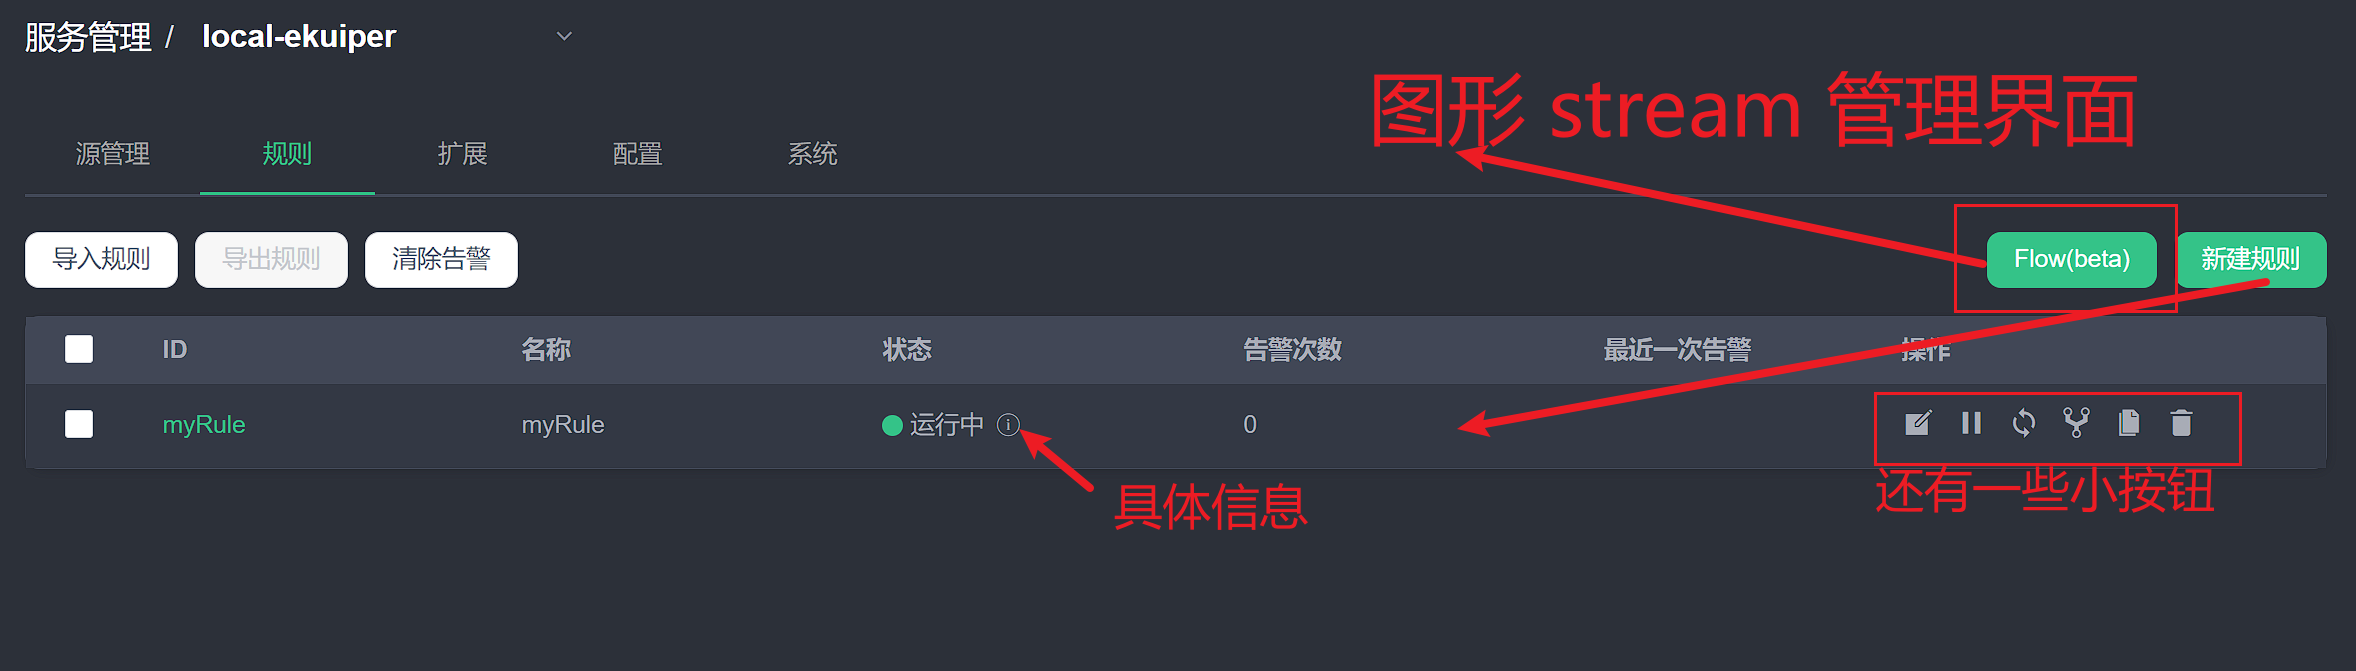 服务管理 / local-ekuiper
图形 stream 管理界面
源管理 规则 扩展 配置 系统
导入规则 导出规则 清除告警 Flow(beta) 新建规则
ID 名称 状态 告警次数 最近一次告警 操作
myRule myRule 运行中 0
具体信息
还有一些小按钮